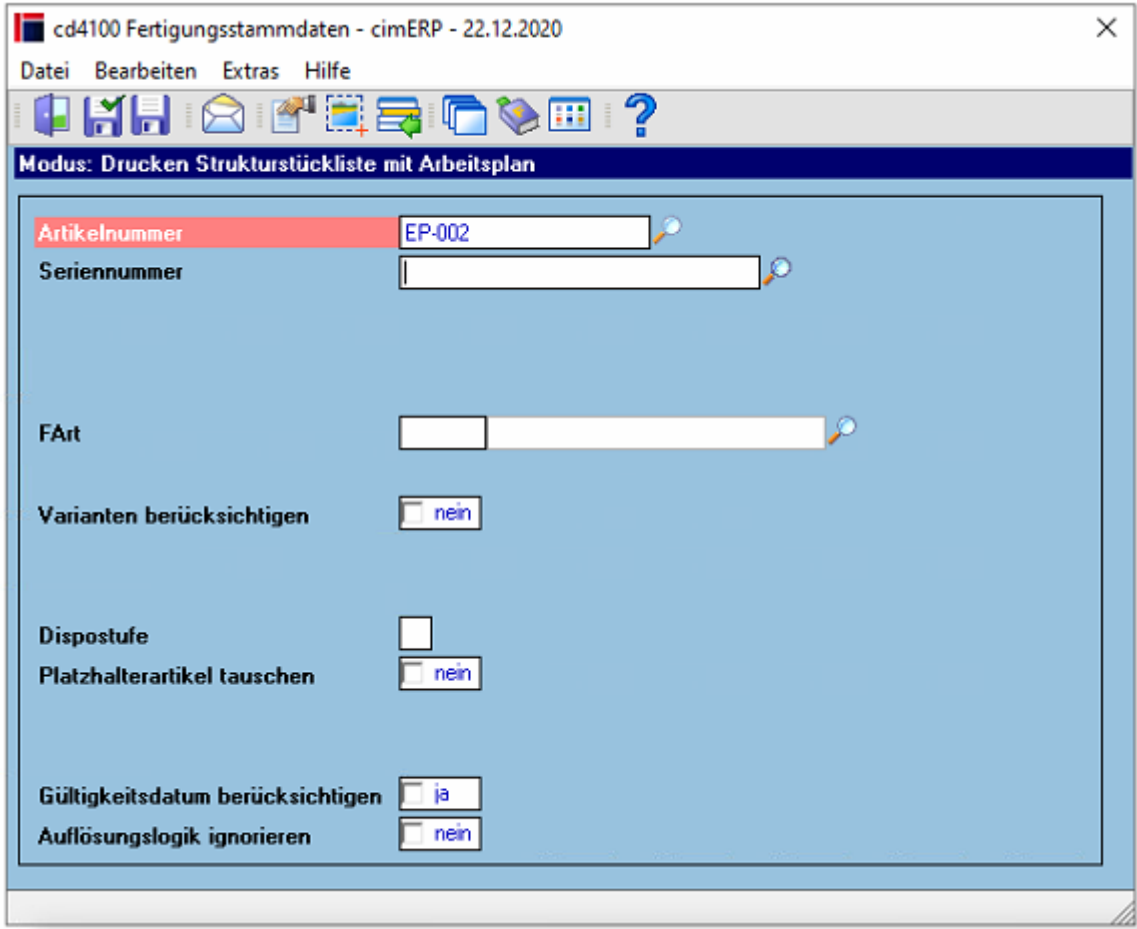 cd4100 Fertigungsstammdaten - cimERP - 22.12.2020
Datei Bearbeiten Extras Hilfe
Modus: Drucken Strukturstückliste mit Arbeitsplan
Artikelnummer EP-002
Seriennummer
FArt
Varianten berücksichtigen nein
Dispostufe
Platzhalterartikel tauschen nein
Gültigkeitsdatum berücksichtigen ja
Auflösungslogik ignorieren nein